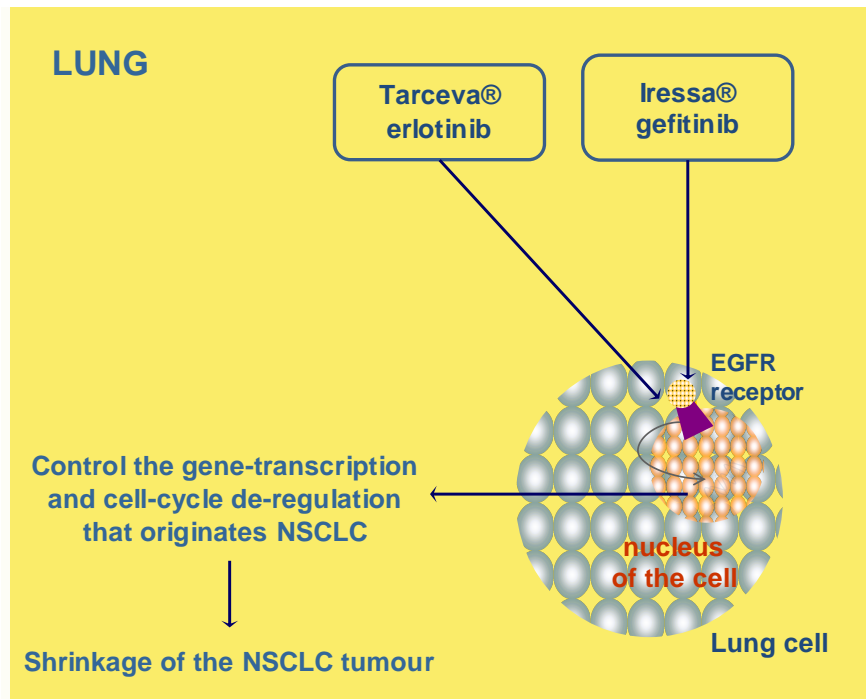 LUNG
Tarceva®
erlotinib
Iressa®
gefitinib
EGFR
receptor
Control the gene-transcription
and cell-cycle de-regulation
that originates NSCLC
nucleus
of the cell
Lung cell
Shrinkage of the NSCLC tumour